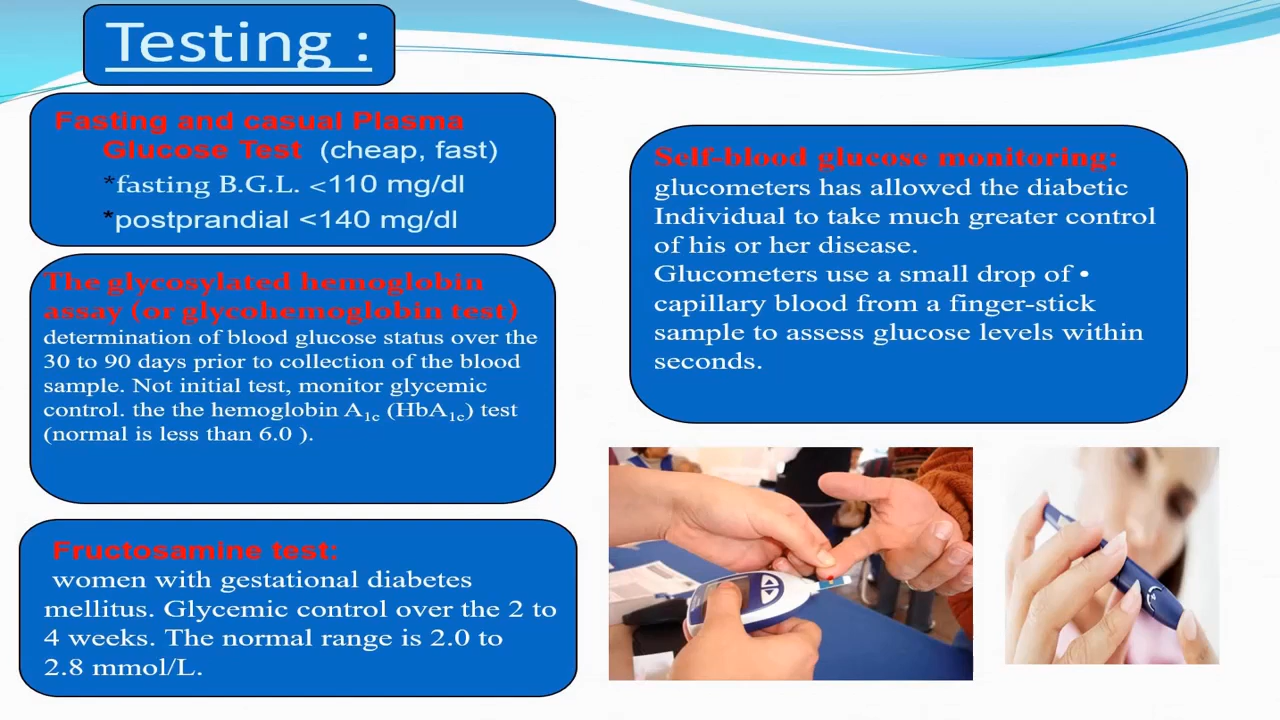 Testing :
Fasting and casual Plasma
Glucose Test (cheap, fast)
*fasting B.G.L. <110 mg/dl
*postprandial <140 mg/dl
The glycosylated hemoglobin
assay (or glycohemoglobin test)
determination of blood glucose status over the
30 to 90 days prior to collection of the blood
sample. Not initial test, monitor glycemic
control. the the hemoglobin A1c (HbA1c) test
(normal is less than 6.0 ).
Fructosamine test:
women with gestational diabetes
mellitus. Glycemic control over the 2 to
4 weeks. The normal range is 2.0 to
2.8 mmol/L.
Self-blood glucose monitoring:
glucometers has allowed the diabetic
Individual to take much greater control
of his or her disease.
Glucometers use a small drop of •
capillary blood from a finger-stick
sample to assess glucose levels within
seconds.